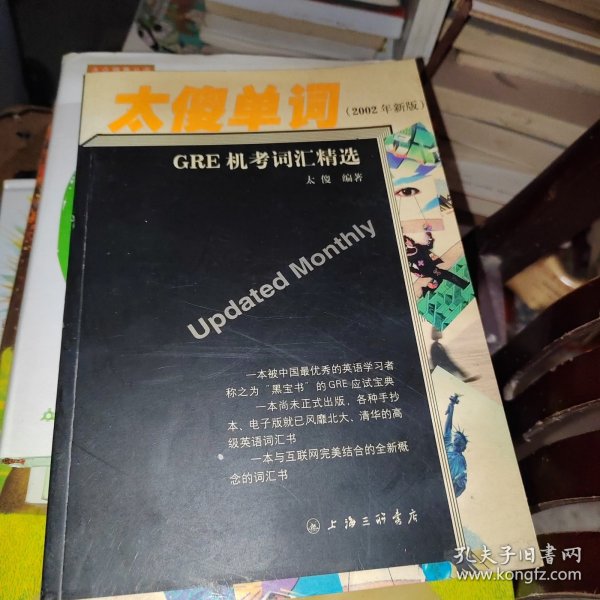 太傻单词
(2002年新版)
GRE 机考词汇精选
太傻 编著
Updated Monthly
一本被中国最优秀的英语学习者
称之为“黑宝书”的GRE应试宝典
一本尚未正式出版，各种手抄
本、电子版就已风靡北大、清华的高
级英语词汇书
一本与互联网完美结合的全新概
念的词汇书
上海三联书店
孔夫子旧书网
www.kongfz.com